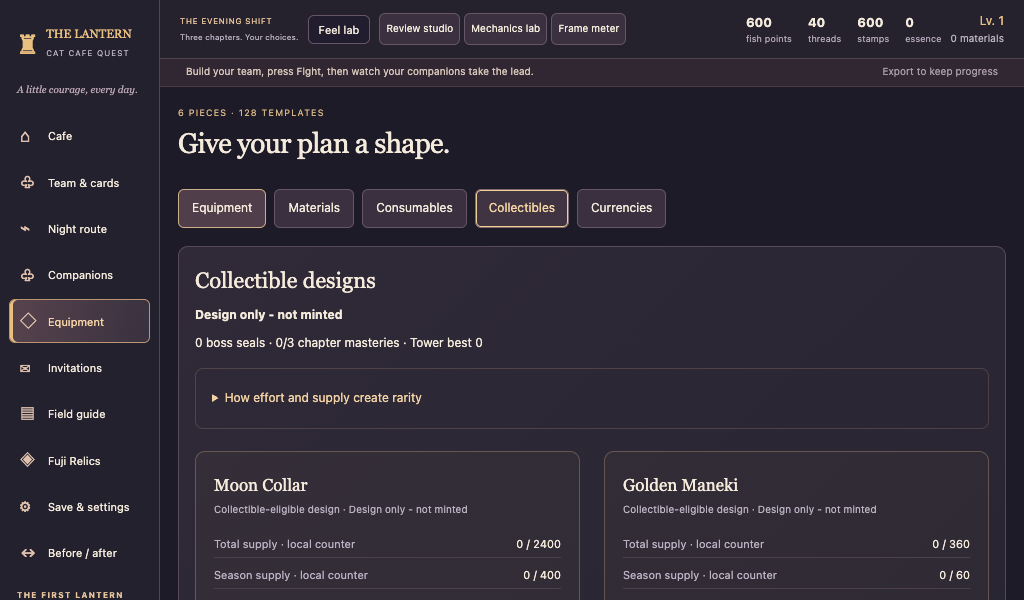 THE LANTERN
CAT CAFE QUEST
A little courage, every day.
Cafe
Team & cards
Night route
Companions
Equipment
Invitations
Field guide
Fuji Relics
Save & settings
Before / after
THE FIRST LANTERN
THE EVENING SHIFT
Three chapters. Your choices.
Feel lab
Review studio
Mechanics lab
Frame meter
600 fish points
40 threads
600 stamps
0 essence
Lv. 1
0 materials
Build your team, press Fight, then watch your companions take the lead.
Export to keep progress
6 PIECES · 128 TEMPLATES
Give your plan a shape.
Equipment
Materials
Consumables
Collectibles
Currencies
Collectible designs
Design only - not minted
0 boss seals · 0/3 chapter masteries · Tower best 0
How effort and supply create rarity
Moon Collar
Collectible-eligible design · Design only - not minted
Total supply · local counter 0 / 2400
Season supply · local counter 0 / 400
Golden Maneki
Collectible-eligible design · Design only - not minted
Total supply · local counter 0 / 360
Season supply · local counter 0 / 60